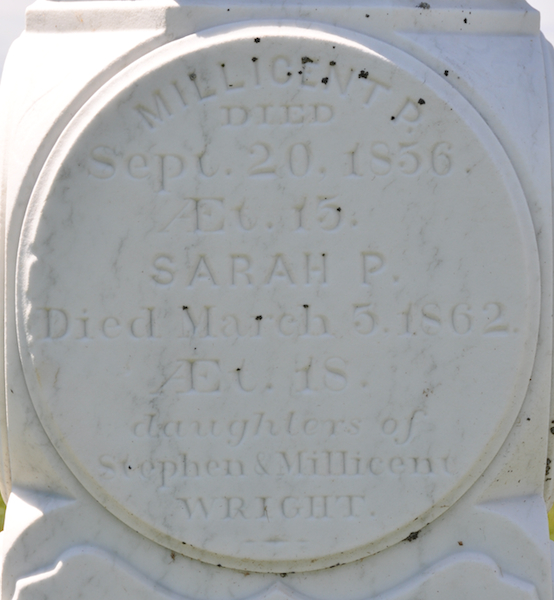 MILLICENT P.
DIED
Sept. 20. 1856
Æt. 15.
SARAH P.
Died March 5. 1862.
Æt. 18.
daughters of
Stephen & Millicent
WRIGHT.